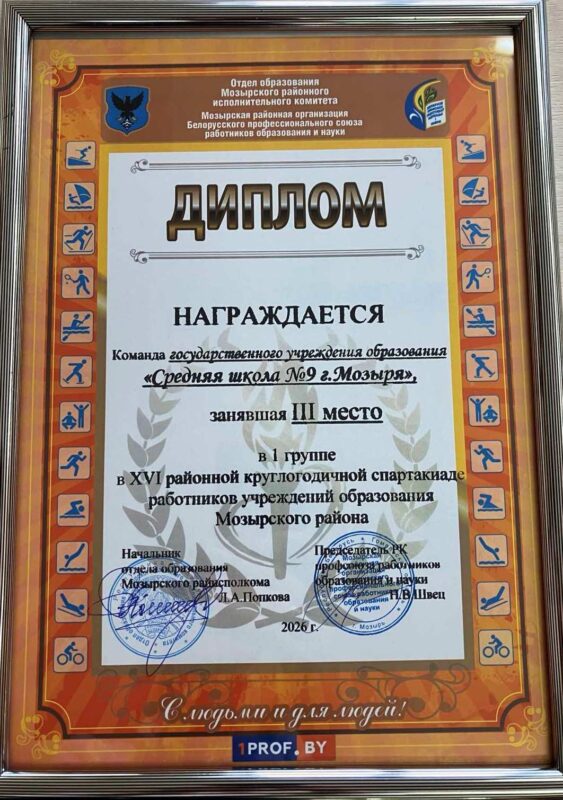 Отдел образования
Мозырского районного
исполнительного комитета
Мозырская районная организация
Белорусского профессионального союза
работников образования и науки
ДИПЛОМ
НАГРАЖДАЕТСЯ
Команда государственного учреждения образования
«Средняя школа №9 г.Мозыря»,
занявшая III место
в 1 группе
в XVI районной круглогодичной спартакиаде
работников учреждений образования
Мозырского района
Начальник
отдела образования
Мозырского райисполкома
Л.А.Попкова
Председатель РК
профсоюза работников
образования и науки
П.В.Швец
2026 г.
С людьми и для людей!
1PROF.BY